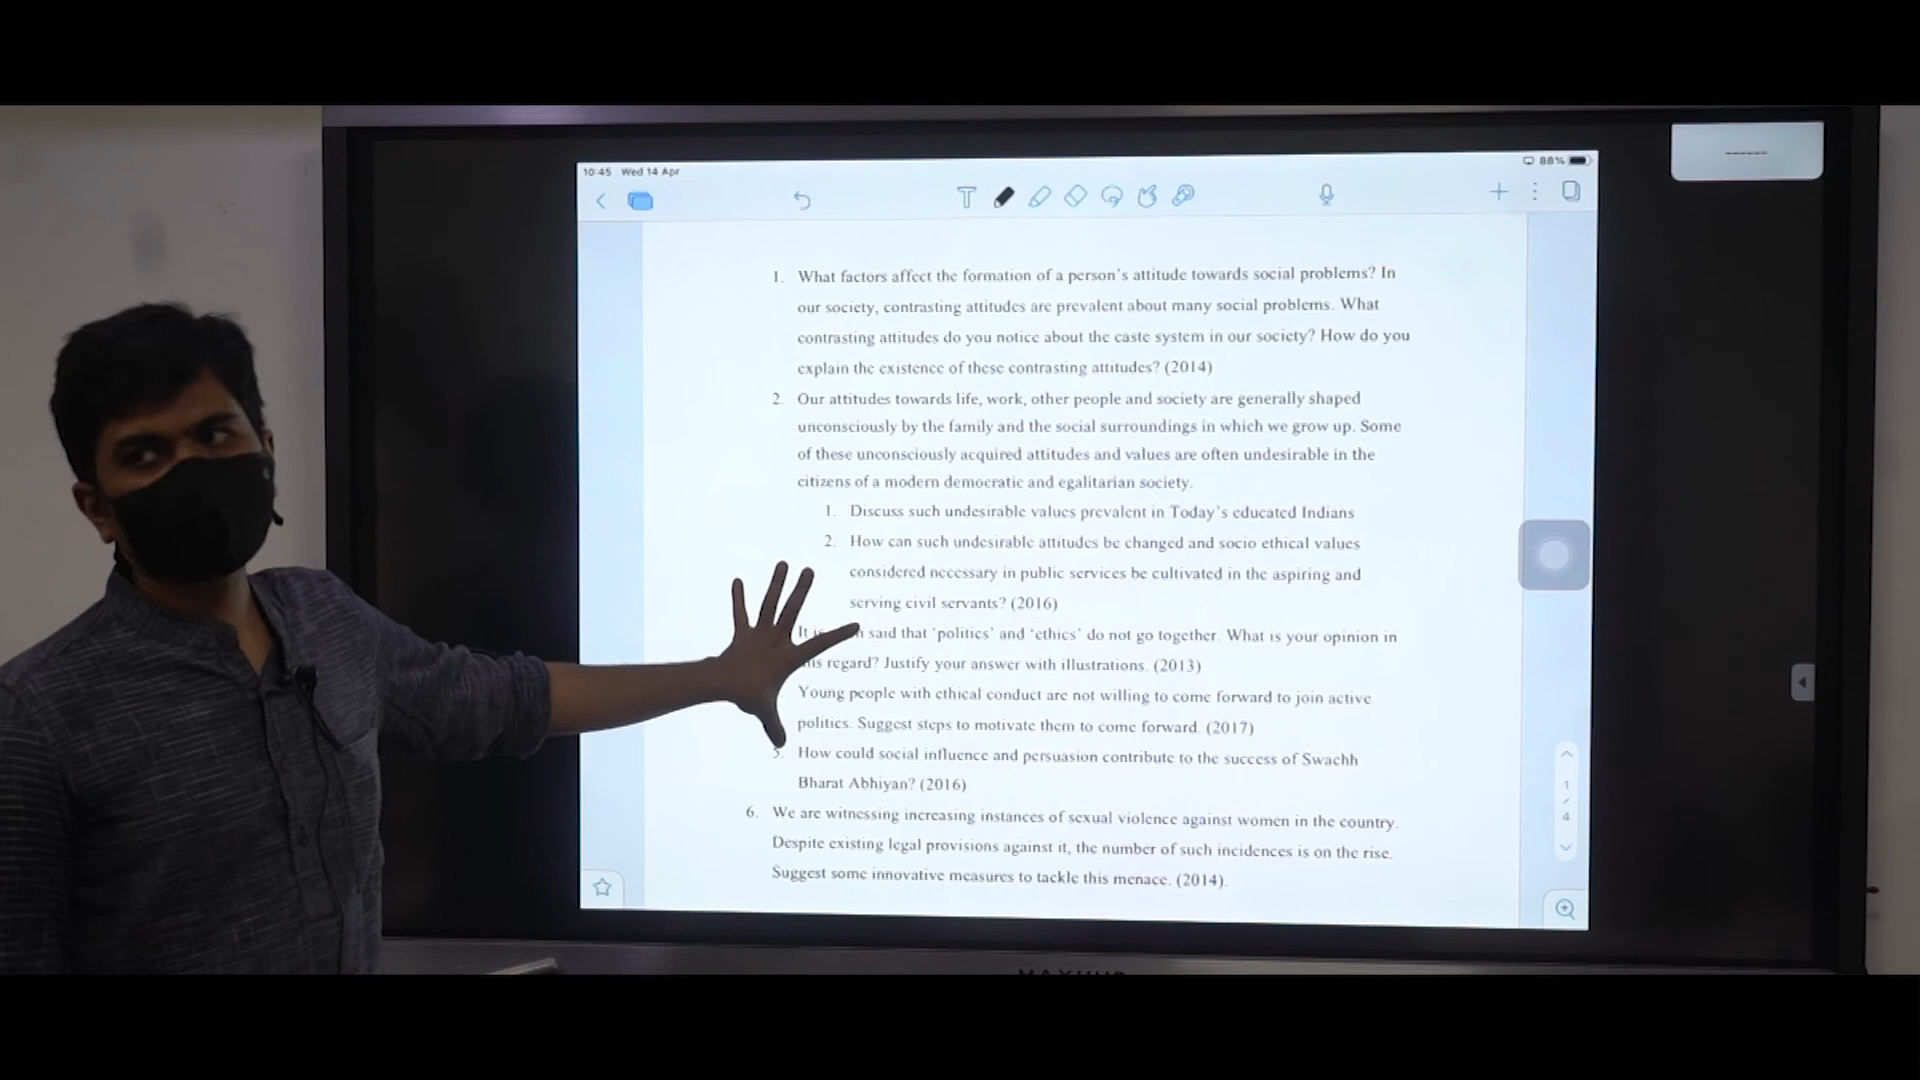 10:45 Wed 14 Apr
88%
1. What factors affect the formation of a person's attitude towards social problems? In
our society, contrasting attitudes are prevalent about many social problems. What
contrasting attitudes do you notice about the caste system in our society? How do you
explain the existence of these contrasting attitudes? (2014)
2. Our attitudes towards life, work, other people and society are generally shaped
unconsciously by the family and the social surroundings in which we grow up. Some
of these unconsciously acquired attitudes and values are often undesirable in the
citizens of a modern democratic and egalitarian society.
1. Discuss such undesirable values prevalent in Today's educated Indians
2. How can such undesirable attitudes be changed and socio ethical values
considered necessary in public services be cultivated in the aspiring and
serving civil servants? (2016)
It is said that 'politics' and 'ethics' do not go together. What is your opinion in
regard? Justify your answer with illustrations. (2013)
Young people with ethical conduct are not willing to come forward to join active
politics. Suggest steps to motivate them to come forward. (2017)
5. How could social influence and persuasion contribute to the success of Swachh
Bharat Abhiyan? (2016)
6. We are witnessing increasing instances of sexual violence against women in the country.
Despite existing legal provisions against it, the number of such incidences is on the rise.
Suggest some innovative measures to tackle this menace. (2014).
1
/
4